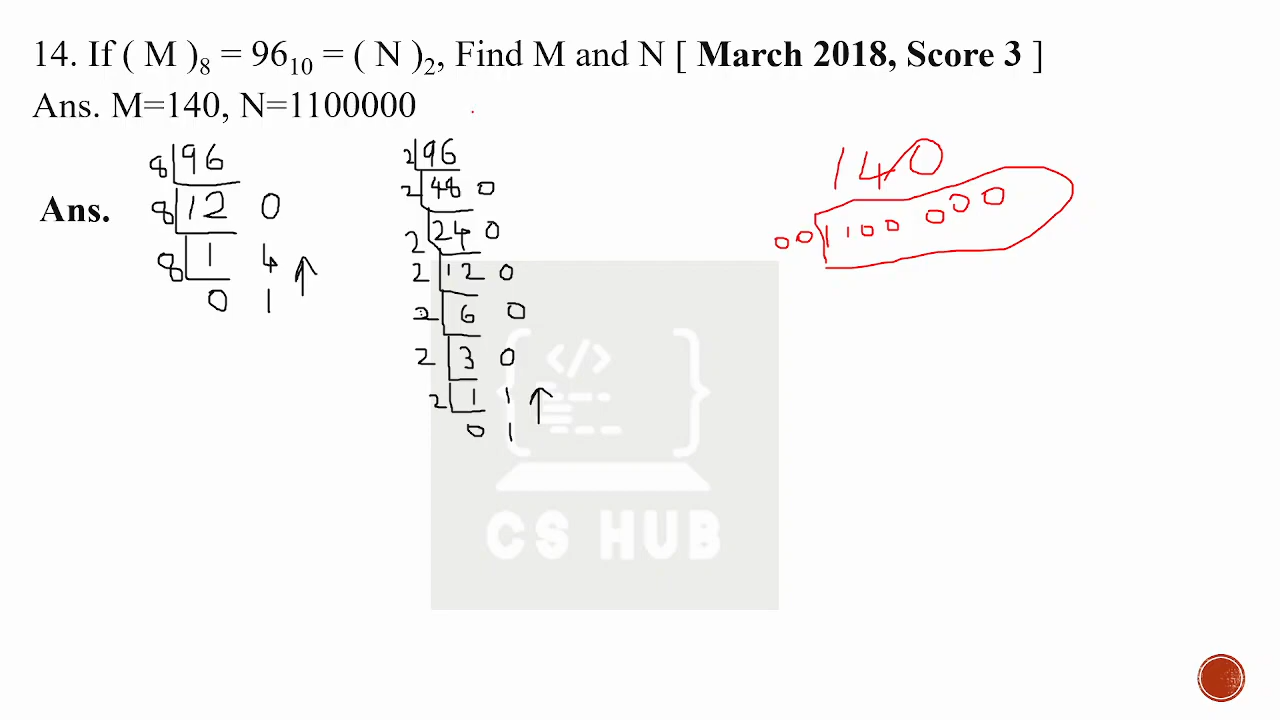 14. If ( M )8 = 9610 = ( N )2, Find M and N [ March 2018, Score 3 ]
Ans. M=140, N=1100000
Ans.
8 96
8 12 0
8 1 4
0 1
2 96
2 48 0
2 24 0
2 12 0
2 6 0
2 3 0
2 1 1
0 1
140
00 1 100 000
</>
CS HUB